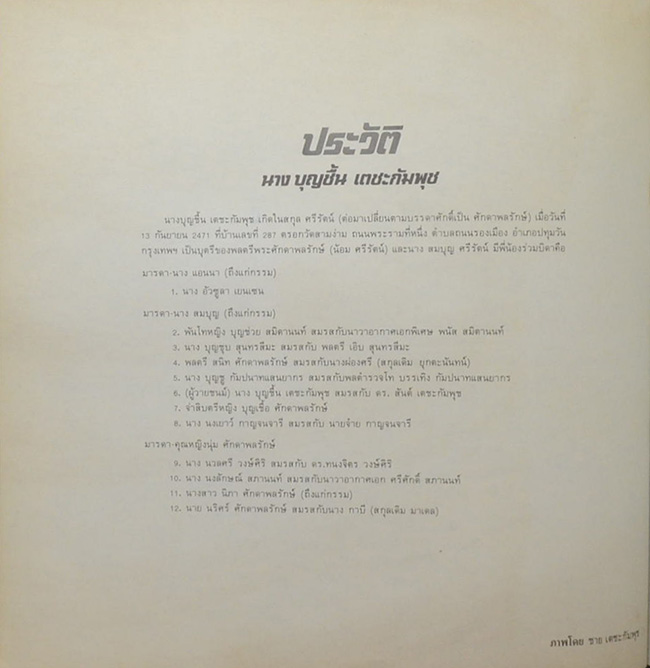 ประวัติ
นาง บุญชื้น เตชะกัมพุช
นางบุญชื้น เตชะกัมพุช เกิดในสกุล ศรีรัตน์ (ต่อมาเปลี่ยนตามบรรดาศักดิ์เป็น ศักดาพลรักษ์) เมื่อวันที่
13 กันยายน 2471 ที่บ้านเลขที่ 287 ตรอกวัดสามง่าม ถนนพระรามที่หนึ่ง ตำบลถนนรองเมือง อำเภอปทุมวัน
กรุงเทพฯ เป็นบุตรีของพลตรีพระศักดาพลรักษ์ (น้อม ศรีรัตน์) และนาง สมบุญ ศรีรัตน์ มีพี่น้องร่วมบิดาคือ
มารดา-นาง แอนนา (ถึงแก่กรรม)
1. นาง อัวซูลา เยนเซน
มารดา-นาง สมบุญ (ถึงแก่กรรม)
2. พันโทหญิง บุญช่วย สมิตานนท์ สมรสกับนาวาอากาศเอกพิเศษ พนัส สมิตานนท์
3. นาง บุญชุบ สุนทรสีมะ สมรสกับ พลตรี เอิบ สุนทรสีมะ
4. พลตรี สนิท ศักดาพลรักษ์ สมรสกับนางผ่องศรี (สกุลเดิม ยุกตะนันทน์)
5. นาง บุญชู กัมปนาทแสนยากร สมรสกับพลตำรวจโท บรรเทิง กัมปนาทแสนยากร
6. (ผู้วายชนม์) นาง บุญชื้น เตชะกัมพุช สมรสกับ ดร. สันต์ เตชะกัมพุช
7. จ่าสิบตรีหญิง บุญเชื้อ ศักดาพลรักษ์
8. นาง นงเยาว์ กาญจนจารี สมรสกับ นายจ่าย กาญจนจารี
มารดา-คุณหญิงนุ่ม ศักดาพลรักษ์
9. นาง นวลศรี วงษ์ศิริ สมรสกับ ดร.ทนงจิตร วงษ์ศิริ
10. นาง นงลักษณ์ สภานนท์ สมรสกับนาวาอากาศเอก ศรีศักดิ์ สภานนท์
11. นางสาว นิภา ศักดาพลรักษ์ (ถึงแก่กรรม)
12. นาย นริศร์ ศักดาพลรักษ์ สมรสกับนาง กาบี (สกุลเดิม มาเดล)
ภาพโดย ชาย เตชะกัมพุช